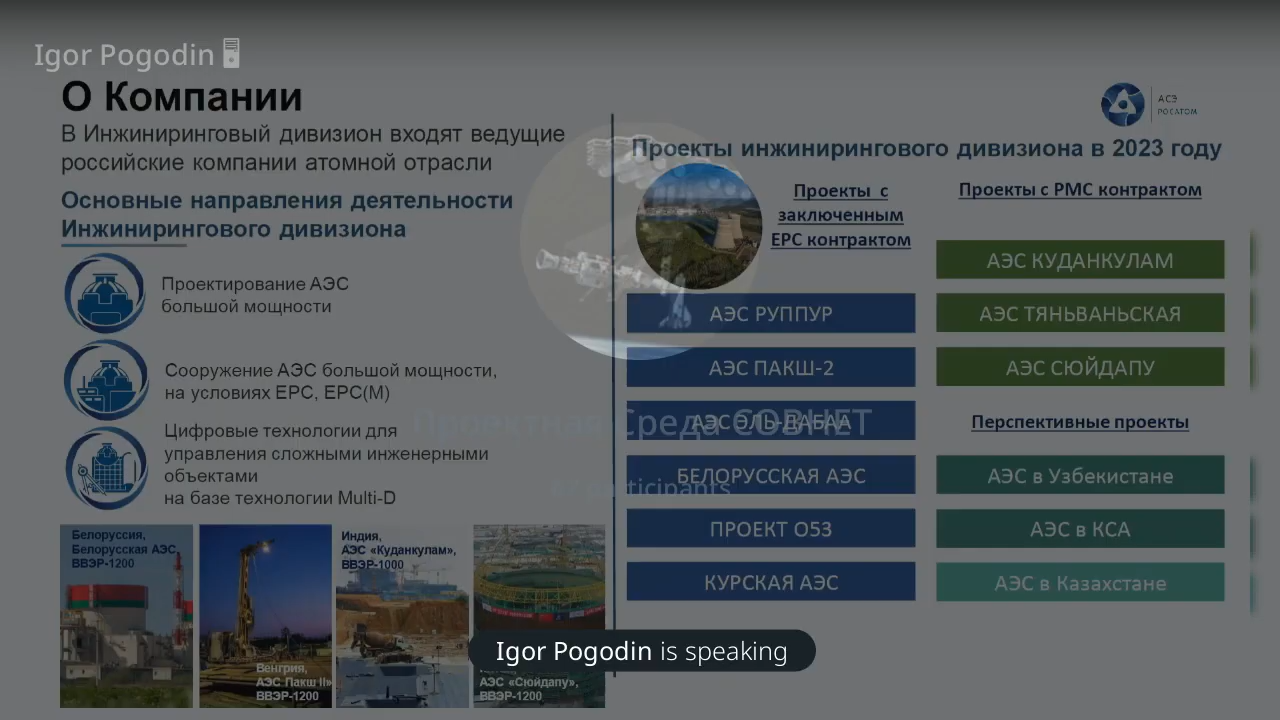 Igor Pogodin
О Компании
В Инжиниринговый дивизион входят ведущие
российские компании атомной отрасли
Основные направления деятельности
Инжинирингового дивизиона
Проектирование АЭС
большой мощности
Сооружение АЭС большой мощности,
на условиях EPC, EPC(M)
Цифровые технологии для
управления сложными инженерными
объектами
на базе технологии Multi-D
Белоруссия,
Белорусская АЭС,
ВВЭР-1200
Венгрия,
АЭС Пакш II»
ВВЭР-1200
Индия,
АЭС «Куданкулам»,
ВВЭР-1000
АЭС «Сюйдапу»,
ВВЭР-1200
АСЭ
РОСАТОМ
Проекты инжинирингового дивизиона в 2023 году
Проекты с
заключенным
EPC контрактом
АЭС РУППУР
АЭС ПАКШ-2
АЭС ЭЛЬ-ДАБАА
БЕЛОРУССКАЯ АЭС
ПРОЕКТ О53
КУРСКАЯ АЭС
Проекты с РМС контрактом
АЭС КУДАНКУЛАМ
АЭС ТЯНЬВАНЬСКАЯ
АЭС СЮЙДАПУ
Перспективные проекты
АЭС в Узбекистане
АЭС в КСА
АЭС в Казахстане
Проектная Среда СОВНЕТ
participants
Igor Pogodin is speaking